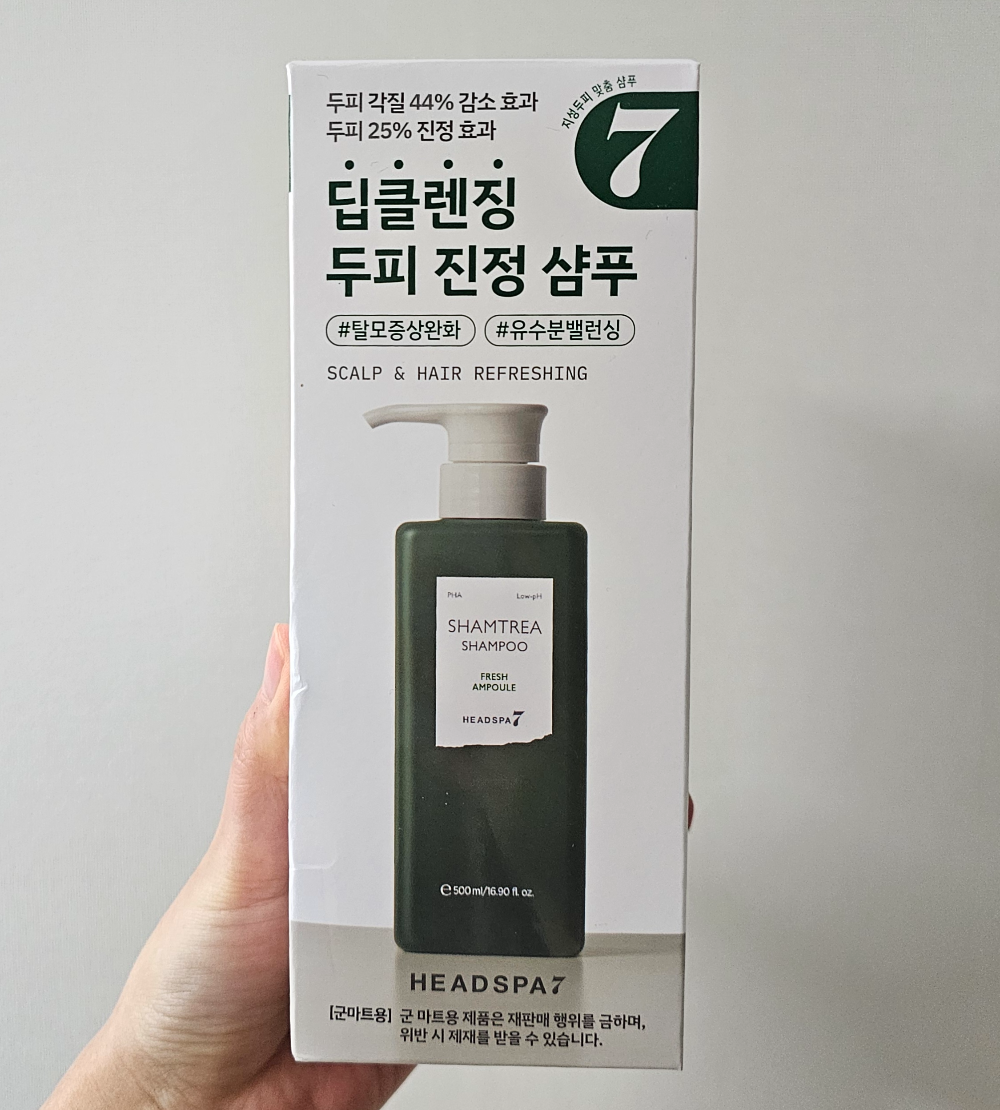 두피 각질 44% 감소 효과
두피 25% 진정 효과
지성두피 맞춤 샴푸
7
딥클렌징
두피 진정 샴푸
#탈모증상완화 #유수분밸런싱
SCALP & HAIR REFRESHING
PHA Low-pH
SHAMTREA
SHAMPOO
FRESH
AMPOULE
HEADSPA7
℮ 500ml/16.90 fl. oz.
HEADSPA7
[군마트용] 군 마트용 제품은 재판매 행위를 금하며,
위반 시 제재를 받을 수 있습니다.